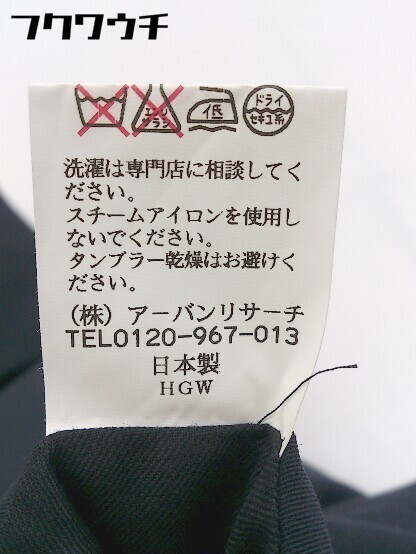 フクワウチ
エンソ
サラシ
低
ドライ
セキユ系
洗濯は専門店に相談してく
ださい。
スチームアイロンを使用し
ないでください。
タンブラー乾燥はお避けく
ださい。
(株) アーバンリサーチ
TEL0120-967-013
日本製
HGW